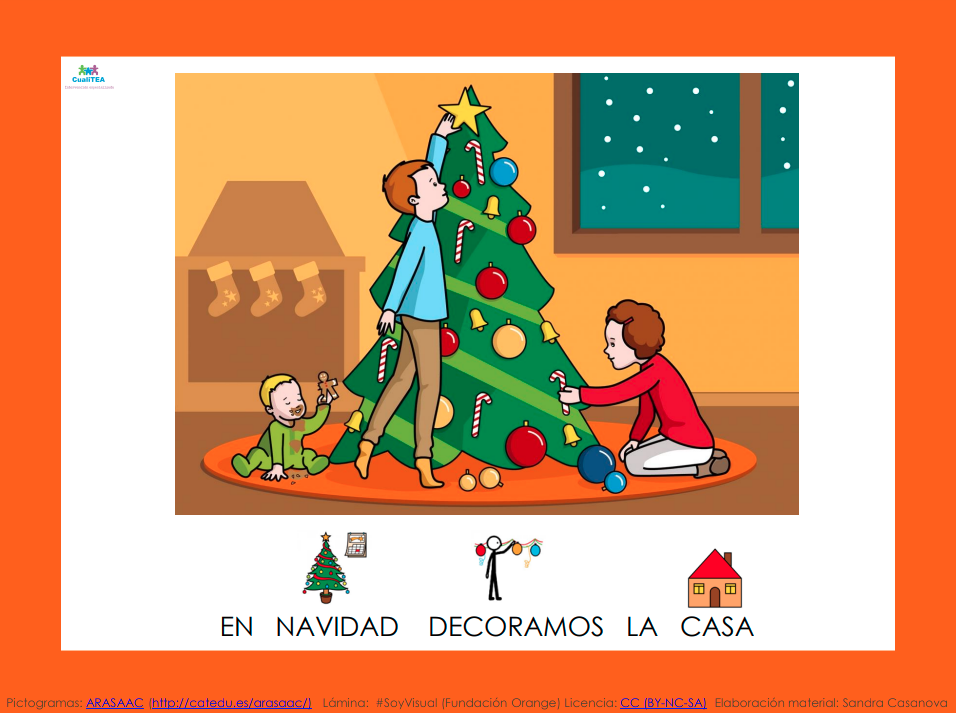 CualiTEA
EN NAVIDAD DECORAMOS LA CASA
Pictogramas: ARASAAC (http://catedu.es/arasaac/) Lámina: #SoyVisual (Fundación Orange) Licencia: CC (BY-NC-SA) Elaboración material: Sandra Casanova